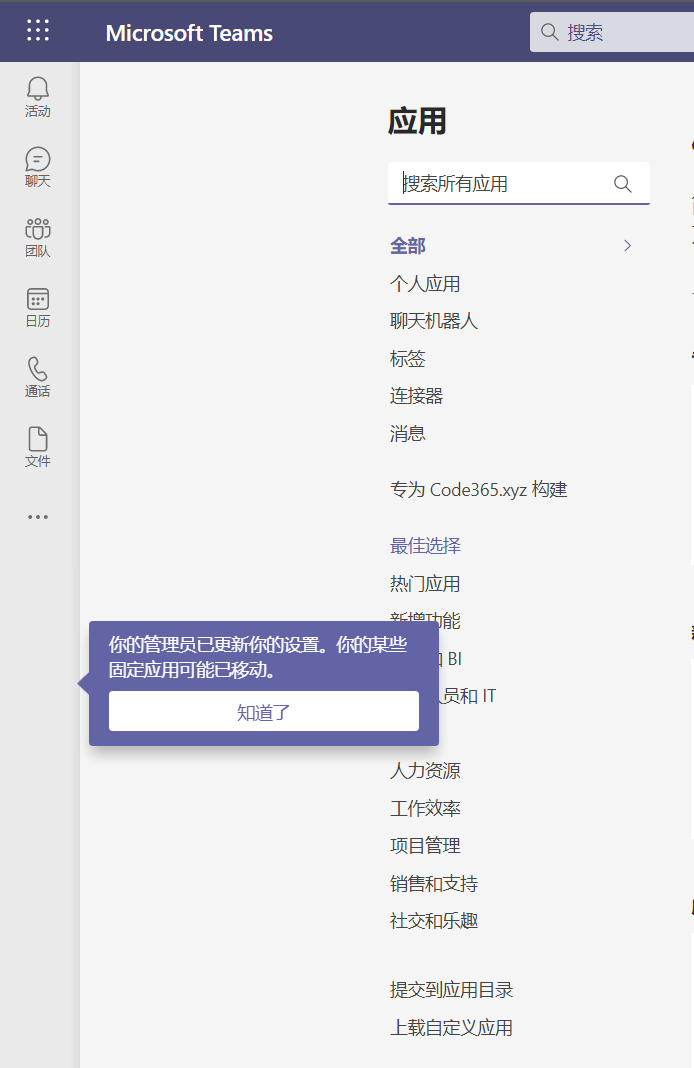 Microsoft Teams
搜索
活动
聊天
团队
日历
通话
文件
应用
搜索所有应用
全部
个人应用
聊天机器人
标签
连接器
消息
专为 Code365.xyz 构建
最佳选择
热门应用
新增功能
BI
人员和 IT
你的管理员已更新你的设置。你的某些
固定应用可能已移动。
知道了
人力资源
工作效率
项目管理
销售和支持
社交和乐趣
提交到应用目录
上载自定义应用